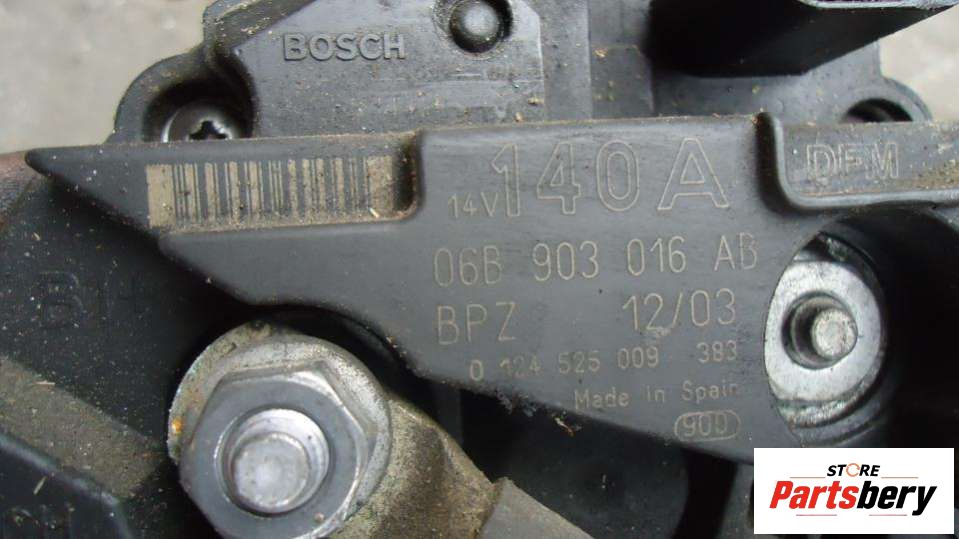 BOSCH
14V 140A DFM
06B 903 016 AB
BPZ 12/03
0 124 525 009 383
Made in Spain
900
B+
STORE
Partsbery